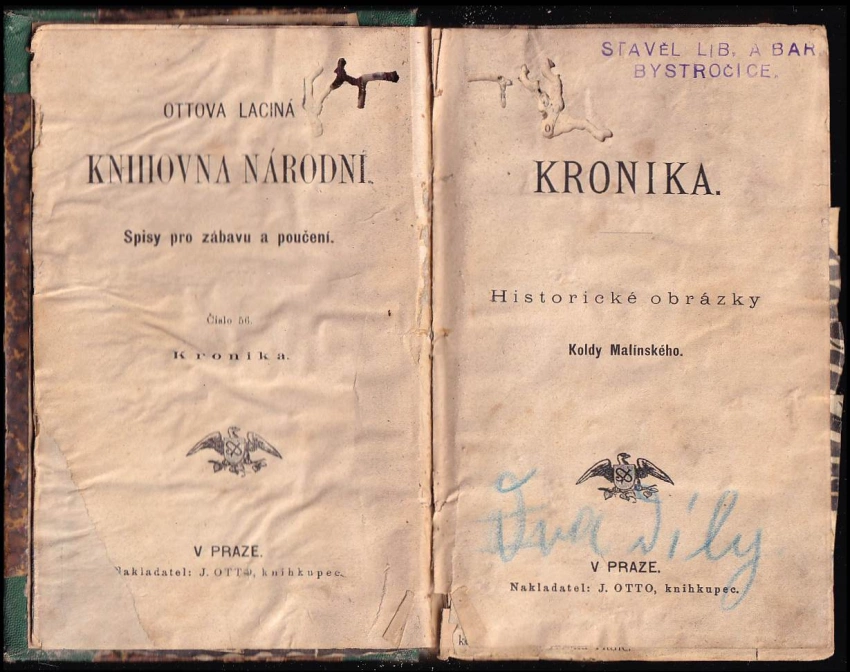 OTTOVA LACINÁ
KNIHOVNA NÁRODNÍ.
Spisy pro zábavu a poučení.
Číslo 56.
Kronika.
V PRAZE.
Nakladatel: J. OTTO, knihkupec.
STAVĚL LIB. A BAR.
BYSTROČICE.
KRONIKA.
Historické obrázky
Koldy Malínského.
Dva díly
V PRAZE.
Nakladatel: J. OTTO, knihkupec.